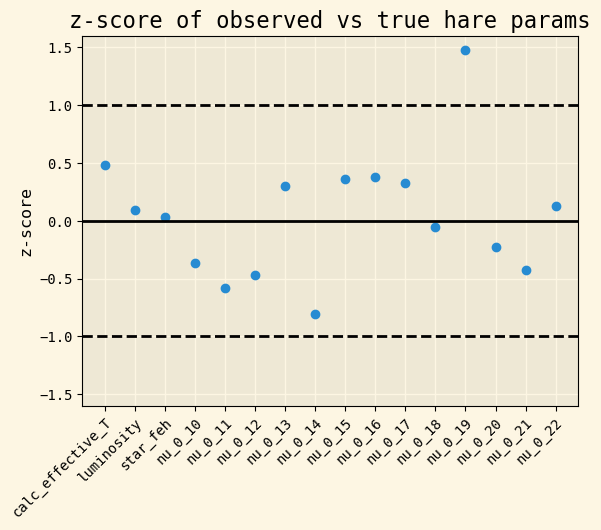 z-score of observed vs true hare params
z-score
1.5
1.0
0.5
0.0
−0.5
−1.0
−1.5
calc_effective_T
luminosity
star_feh
nu_0_10
nu_0_11
nu_0_12
nu_0_13
nu_0_14
nu_0_15
nu_0_16
nu_0_17
nu_0_18
nu_0_19
nu_0_20
nu_0_21
nu_0_22